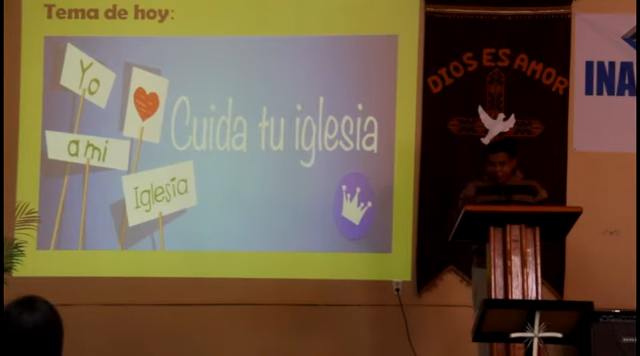 Tema de hoy:
Yo
a mi
Iglesia
Cuida tu iglesia
DIOS ES AMOR
INA